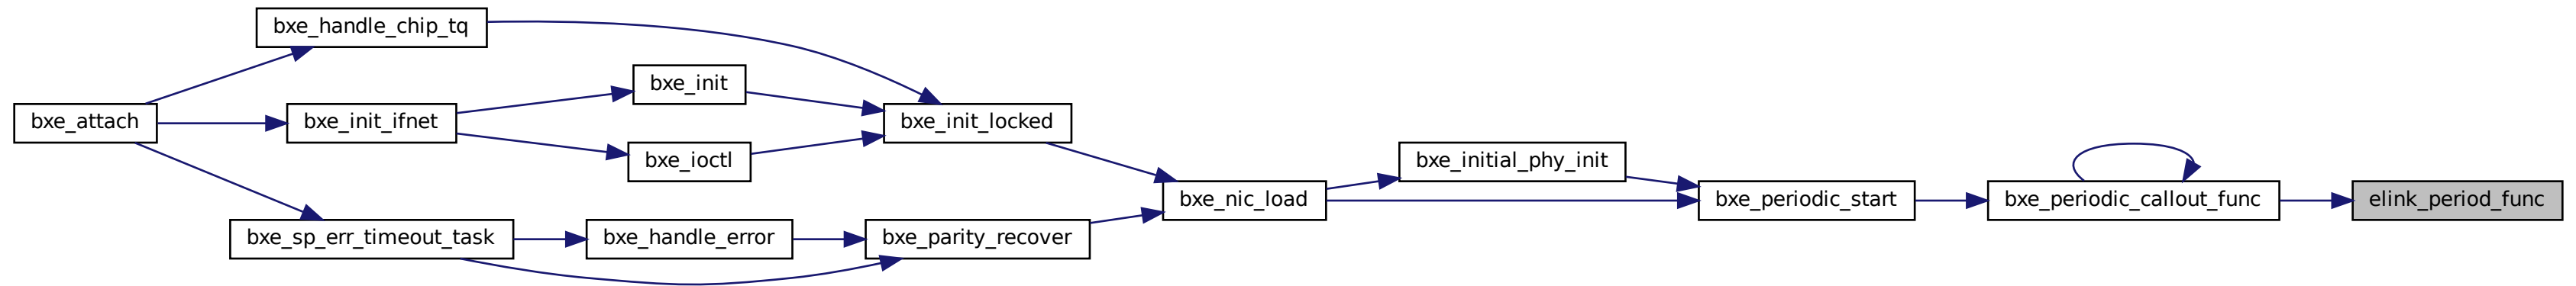 bxe_handle_chip_tq
bxe_init
bxe_attach
bxe_init_ifnet
bxe_init_locked
bxe_ioctl
bxe_initial_phy_init
bxe_nic_load
bxe_periodic_start
bxe_periodic_callout_func
elink_period_func
bxe_sp_err_timeout_task
bxe_handle_error
bxe_parity_recover